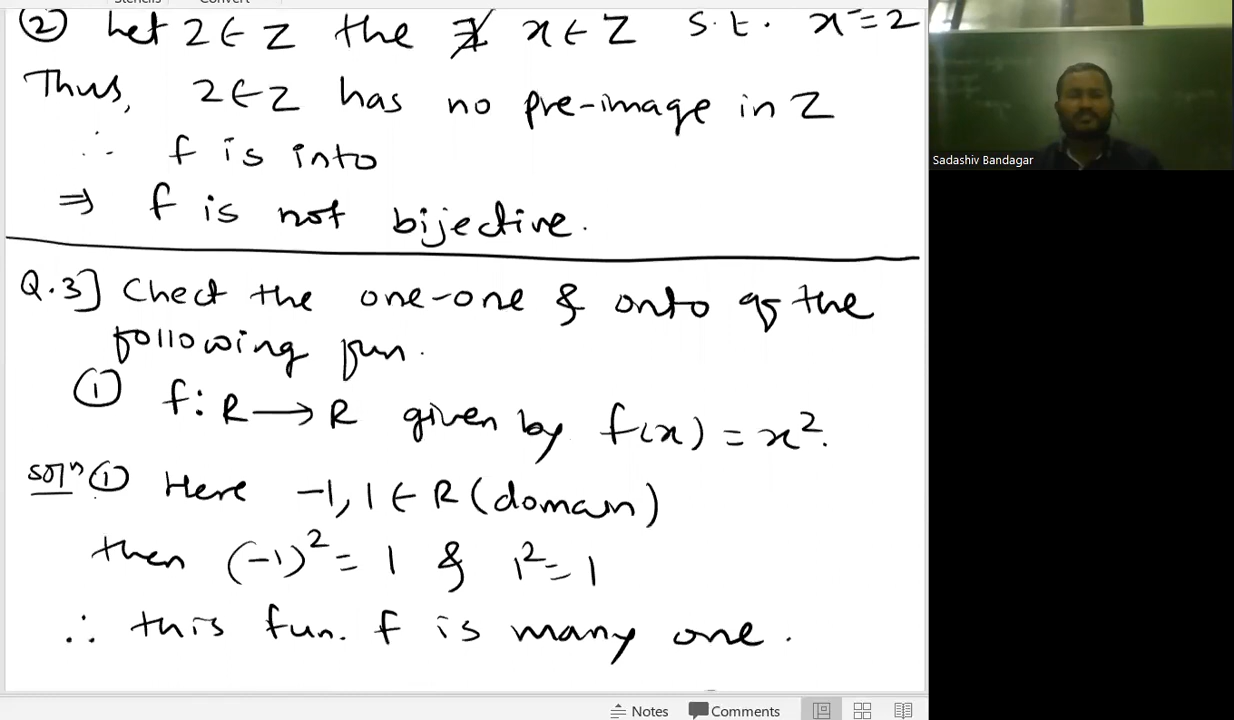 ② Let 2 ∈ Z the ∄ x ∈ Z s.t. x² = 2
Thus, 2 ∈ Z has no pre-image in Z
∴ f is into
⇒ f is not bijective.
Q.3] Chect the one-one & onto of the
following fun.
① f: R → R given by f(x) = x².
Solⁿ ① Here -1, 1 ∈ R (domain)
then (-1)² = 1 & 1² = 1
∴ this fun. f is many one.
Sadashiv Bandagar
Notes Comments